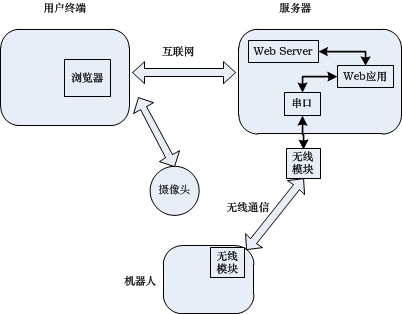 用户终端
服务器
浏览器
互联网
Web Server
Web应用
串口
无线
模块
摄像头
无线通信
无线
模块
机器人